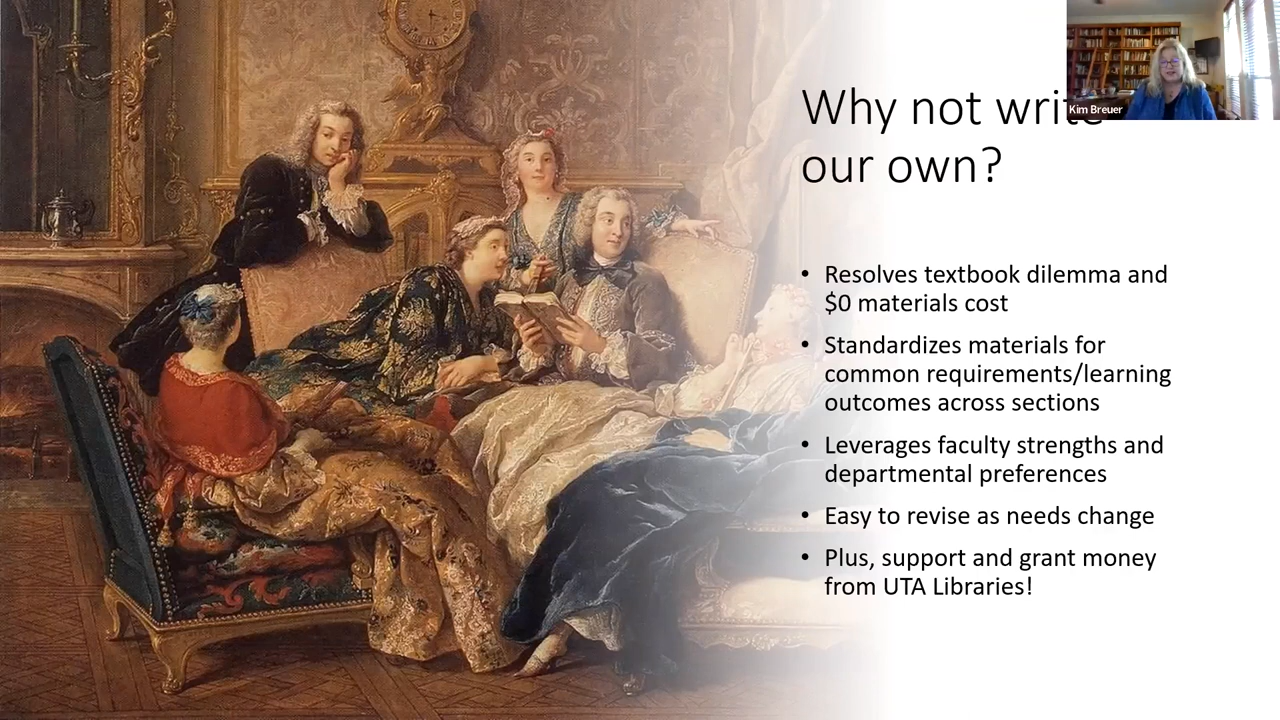 Kim Breuer
Why not write
our own?
• Resolves textbook dilemma and
$0 materials cost
• Standardizes materials for
common requirements/learning
outcomes across sections
• Leverages faculty strengths and
departmental preferences
• Easy to revise as needs change
• Plus, support and grant money
from UTA Libraries!